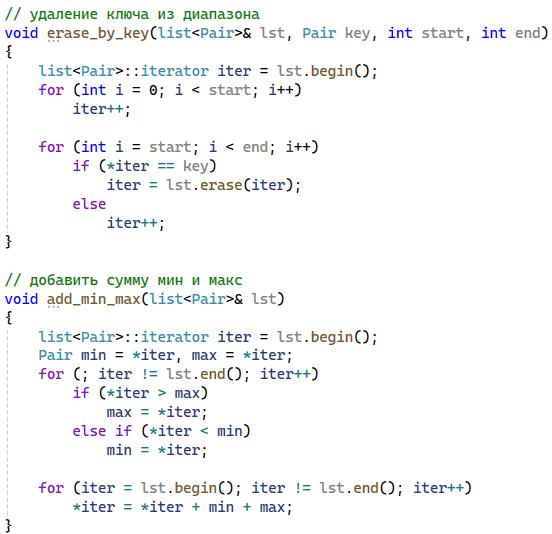 // удаление ключа из диапазона
void erase_by_key(list<Pair>& lst, Pair key, int start, int end)
{
    list<Pair>::iterator iter = lst.begin();
    for (int i = 0; i < start; i++)
        iter++;

    for (int i = start; i < end; i++)
        if (*iter == key)
            iter = lst.erase(iter);
        else
            iter++;
}

// добавить сумму мин и макс
void add_min_max(list<Pair>& lst)
{
    list<Pair>::iterator iter = lst.begin();
    Pair min = *iter, max = *iter;
    for (; iter != lst.end(); iter++)
        if (*iter > max)
            max = *iter;
        else if (*iter < min)
            min = *iter;

    for (iter = lst.begin(); iter != lst.end(); iter++)
        *iter = *iter + min + max;
}